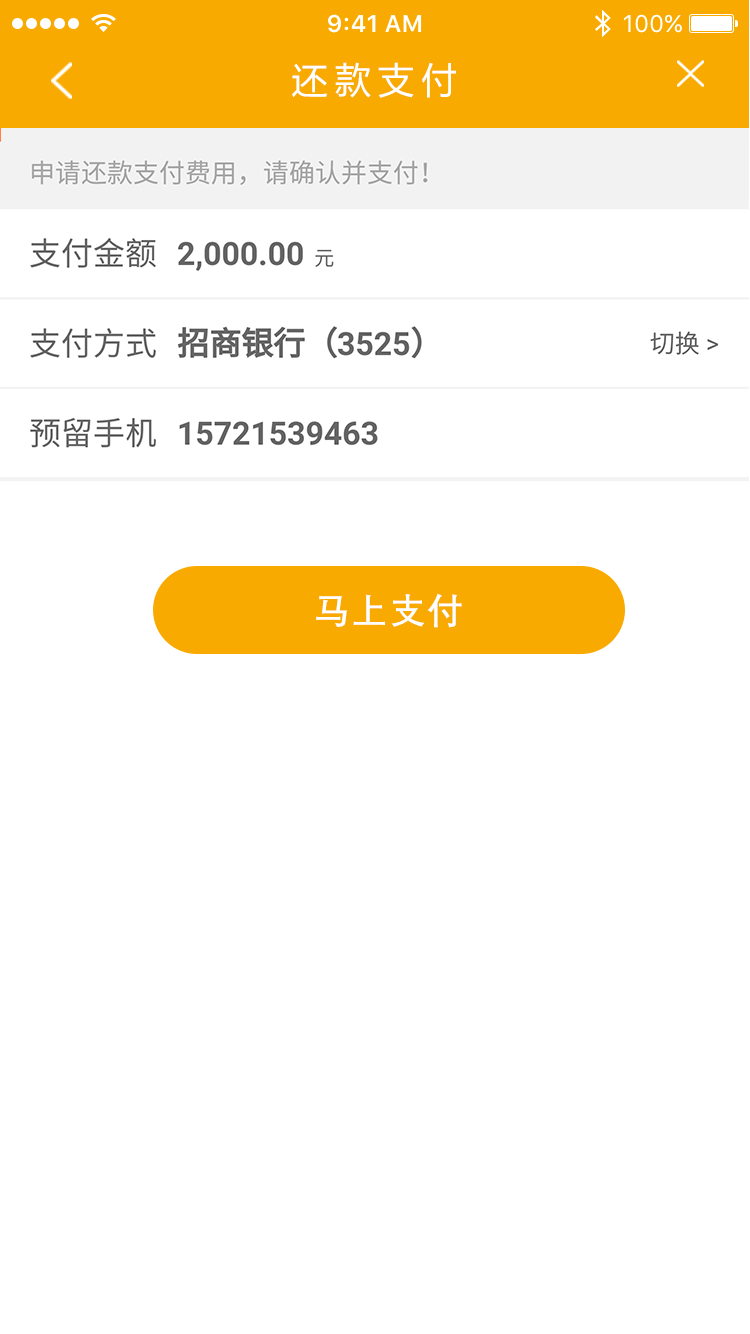 9:41 AM 100%
还款支付
申请还款支付费用，请确认并支付！
支付金额 2,000.00 元
支付方式 招商银行（3525） 切换 >
预留手机 15721539463
马上支付